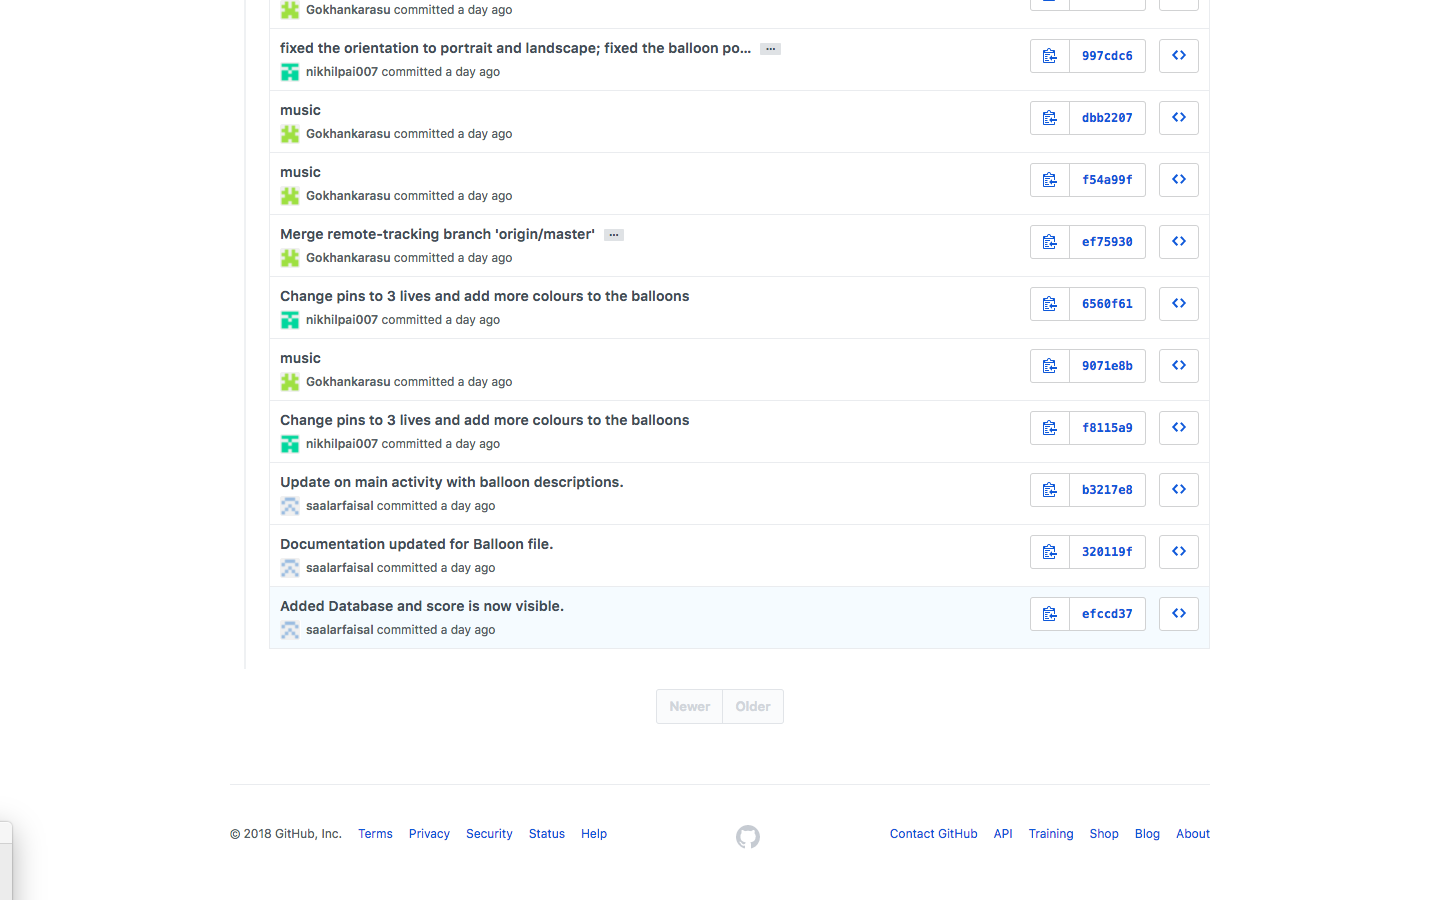 Gokhankarasu committed a day ago
fixed the orientation to portrait and landscape; fixed the balloon po… …
nikhilpai007 committed a day ago
997cdc6
music
Gokhankarasu committed a day ago
dbb2207
music
Gokhankarasu committed a day ago
f54a99f
Merge remote-tracking branch 'origin/master' …
Gokhankarasu committed a day ago
ef75930
Change pins to 3 lives and add more colours to the balloons
nikhilpai007 committed a day ago
6560f61
music
Gokhankarasu committed a day ago
9071e8b
Change pins to 3 lives and add more colours to the balloons
nikhilpai007 committed a day ago
f8115a9
Update on main activity with balloon descriptions.
saalarfaisal committed a day ago
b3217e8
Documentation updated for Balloon file.
saalarfaisal committed a day ago
320119f
Added Database and score is now visible.
saalarfaisal committed a day ago
efccd37
Newer Older
© 2018 GitHub, Inc. Terms Privacy Security Status Help Contact GitHub API Training Shop Blog About